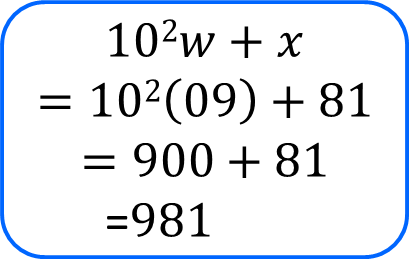 10²w + x
= 10²(09) + 81
= 900 + 81
=981